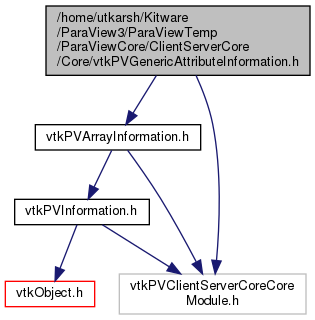 /home/utkarsh/Kitware
/ParaView3/ParaViewTemp
/ParaViewCore/ClientServerCore
/Core/vtkPVGenericAttributeInformation.h
vtkPVArrayInformation.h
vtkPVInformation.h
vtkObject.h
vtkPVClientServerCoreCore
Module.h